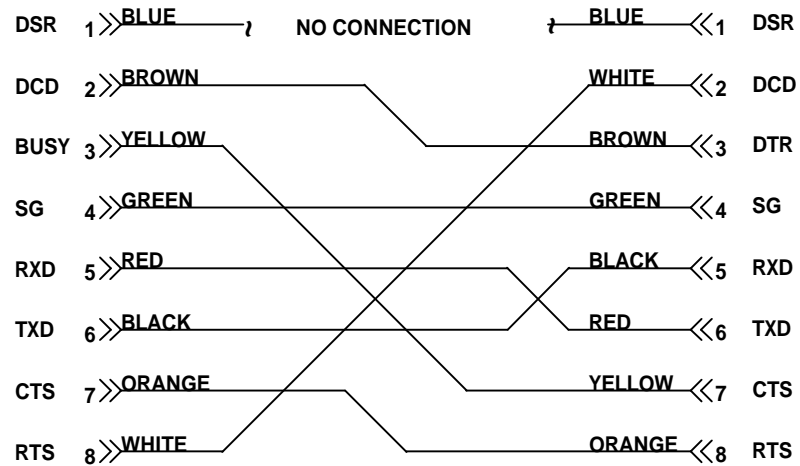 DSR 1 BLUE NO CONNECTION BLUE 1 DSR
DCD 2 BROWN WHITE 2 DCD
BUSY 3 YELLOW BROWN 3 DTR
SG 4 GREEN GREEN 4 SG
RXD 5 RED BLACK 5 RXD
TXD 6 BLACK RED 6 TXD
CTS 7 ORANGE YELLOW 7 CTS
RTS 8 WHITE ORANGE 8 RTS